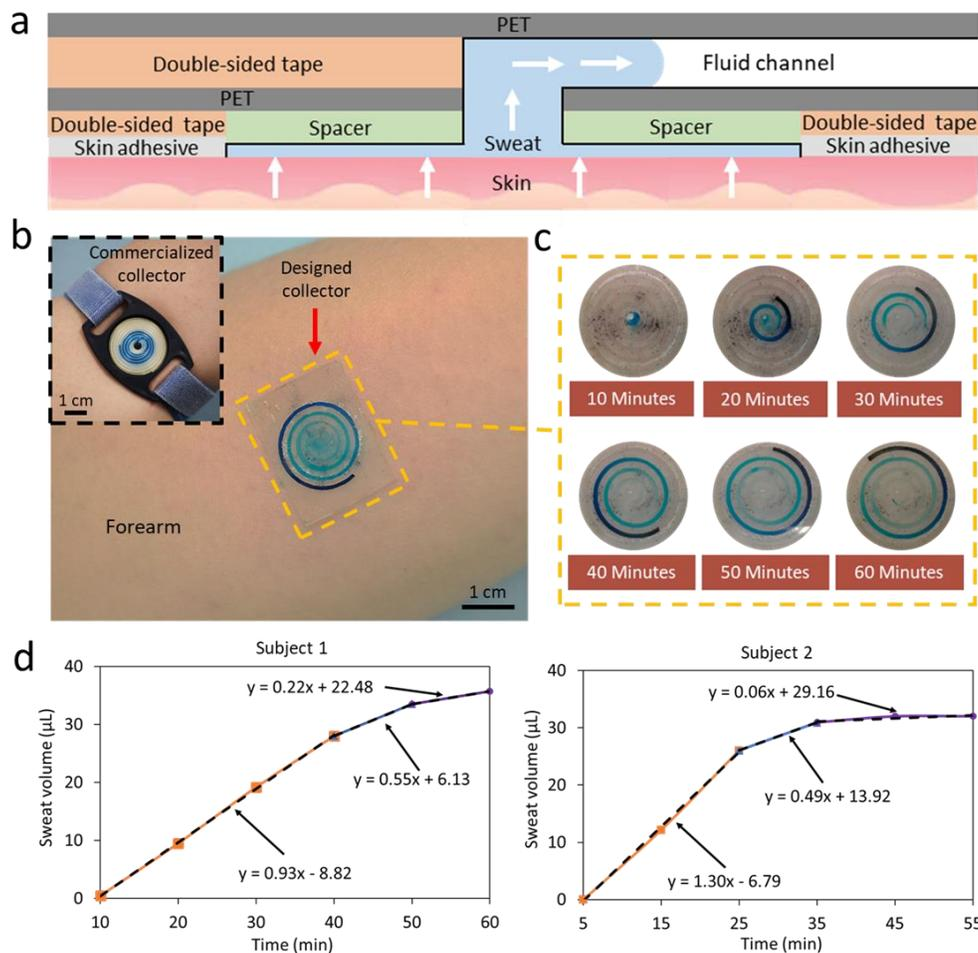 a
PET
Double-sided tape
Fluid channel
PET
Double-sided tape
Spacer
Spacer
Double-sided tape
Skin adhesive
Sweat
Skin adhesive
Skin
b
Commercialized
collector
1 cm
Designed
collector
Forearm
1 cm
c
10 Minutes
20 Minutes
30 Minutes
40 Minutes
50 Minutes
60 Minutes
d
Subject 1
Sweat volume (µL)
40
30
20
10
0
y = 0.22x + 22.48
y = 0.55x + 6.13
y = 0.93x - 8.82
10 20 30 40 50 60
Time (min)
Subject 2
Sweat volume (µL)
40
30
20
10
0
y = 0.06x + 29.16
y = 0.49x + 13.92
y = 1.30x - 6.79
5 15 25 35 45 55
Time (min)